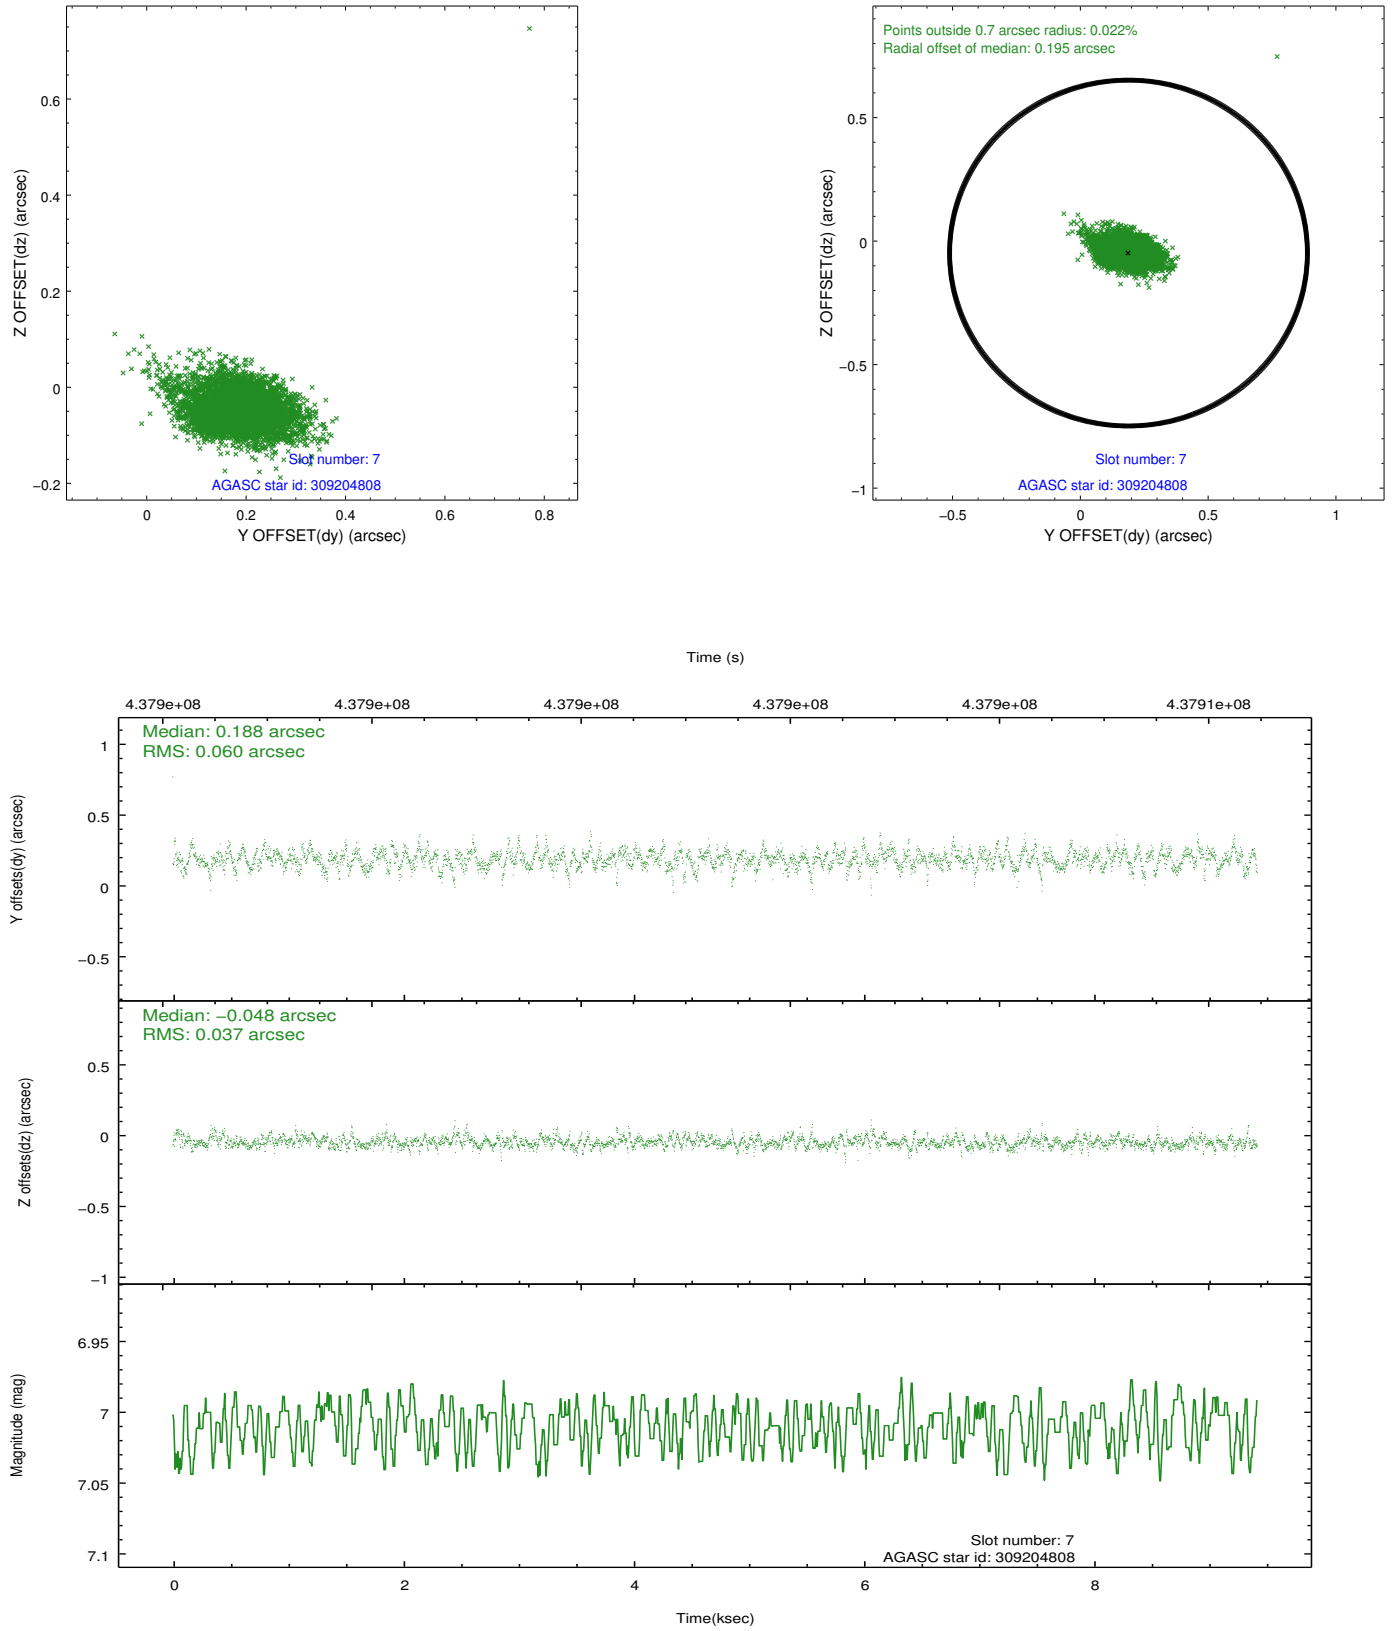 0.6
0.4
0.2
0
−0.2
Z OFFSET(dz) (arcsec)
0 0.2 0.4 0.6 0.8
Y OFFSET(dy) (arcsec)
Slot number: 7
AGASC star id: 309204808
Points outside 0.7 arcsec radius: 0.022%
Radial offset of median: 0.195 arcsec
0.5
0
−0.5
−1
Z OFFSET(dz) (arcsec)
Slot number: 7
AGASC star id: 309204808
−0.5 0 0.5 1
Y OFFSET(dy) (arcsec)
Time (s)
4.379e+08 4.379e+08 4.379e+08 4.379e+08 4.379e+08 4.3791e+08
Median: 0.188 arcsec
RMS: 0.060 arcsec
1
0.5
0
−0.5
Y offsets(dy) (arcsec)
Median: −0.048 arcsec
RMS: 0.037 arcsec
0.5
0
−0.5
−1
Z offsets(dz) (arcsec)
6.95
7
7.05
7.1
Magnitude (mag)
Slot number: 7
AGASC star id: 309204808
0 2 4 6 8
Time(ksec)